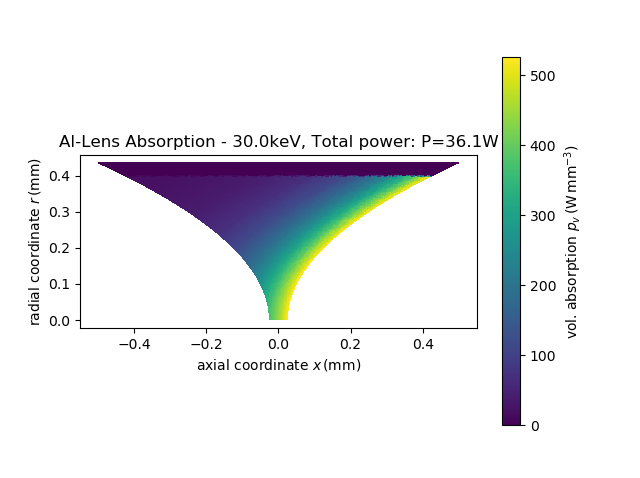 Al-Lens Absorption - 30.0keV, Total power: P=36.1W
radial coordinate r (mm)
0.4
0.3
0.2
0.1
0.0
−0.4 −0.2 0.0 0.2 0.4
axial coordinate x (mm)
500
400
300
200
100
0
vol. absorption pᵥ (W mm⁻³)